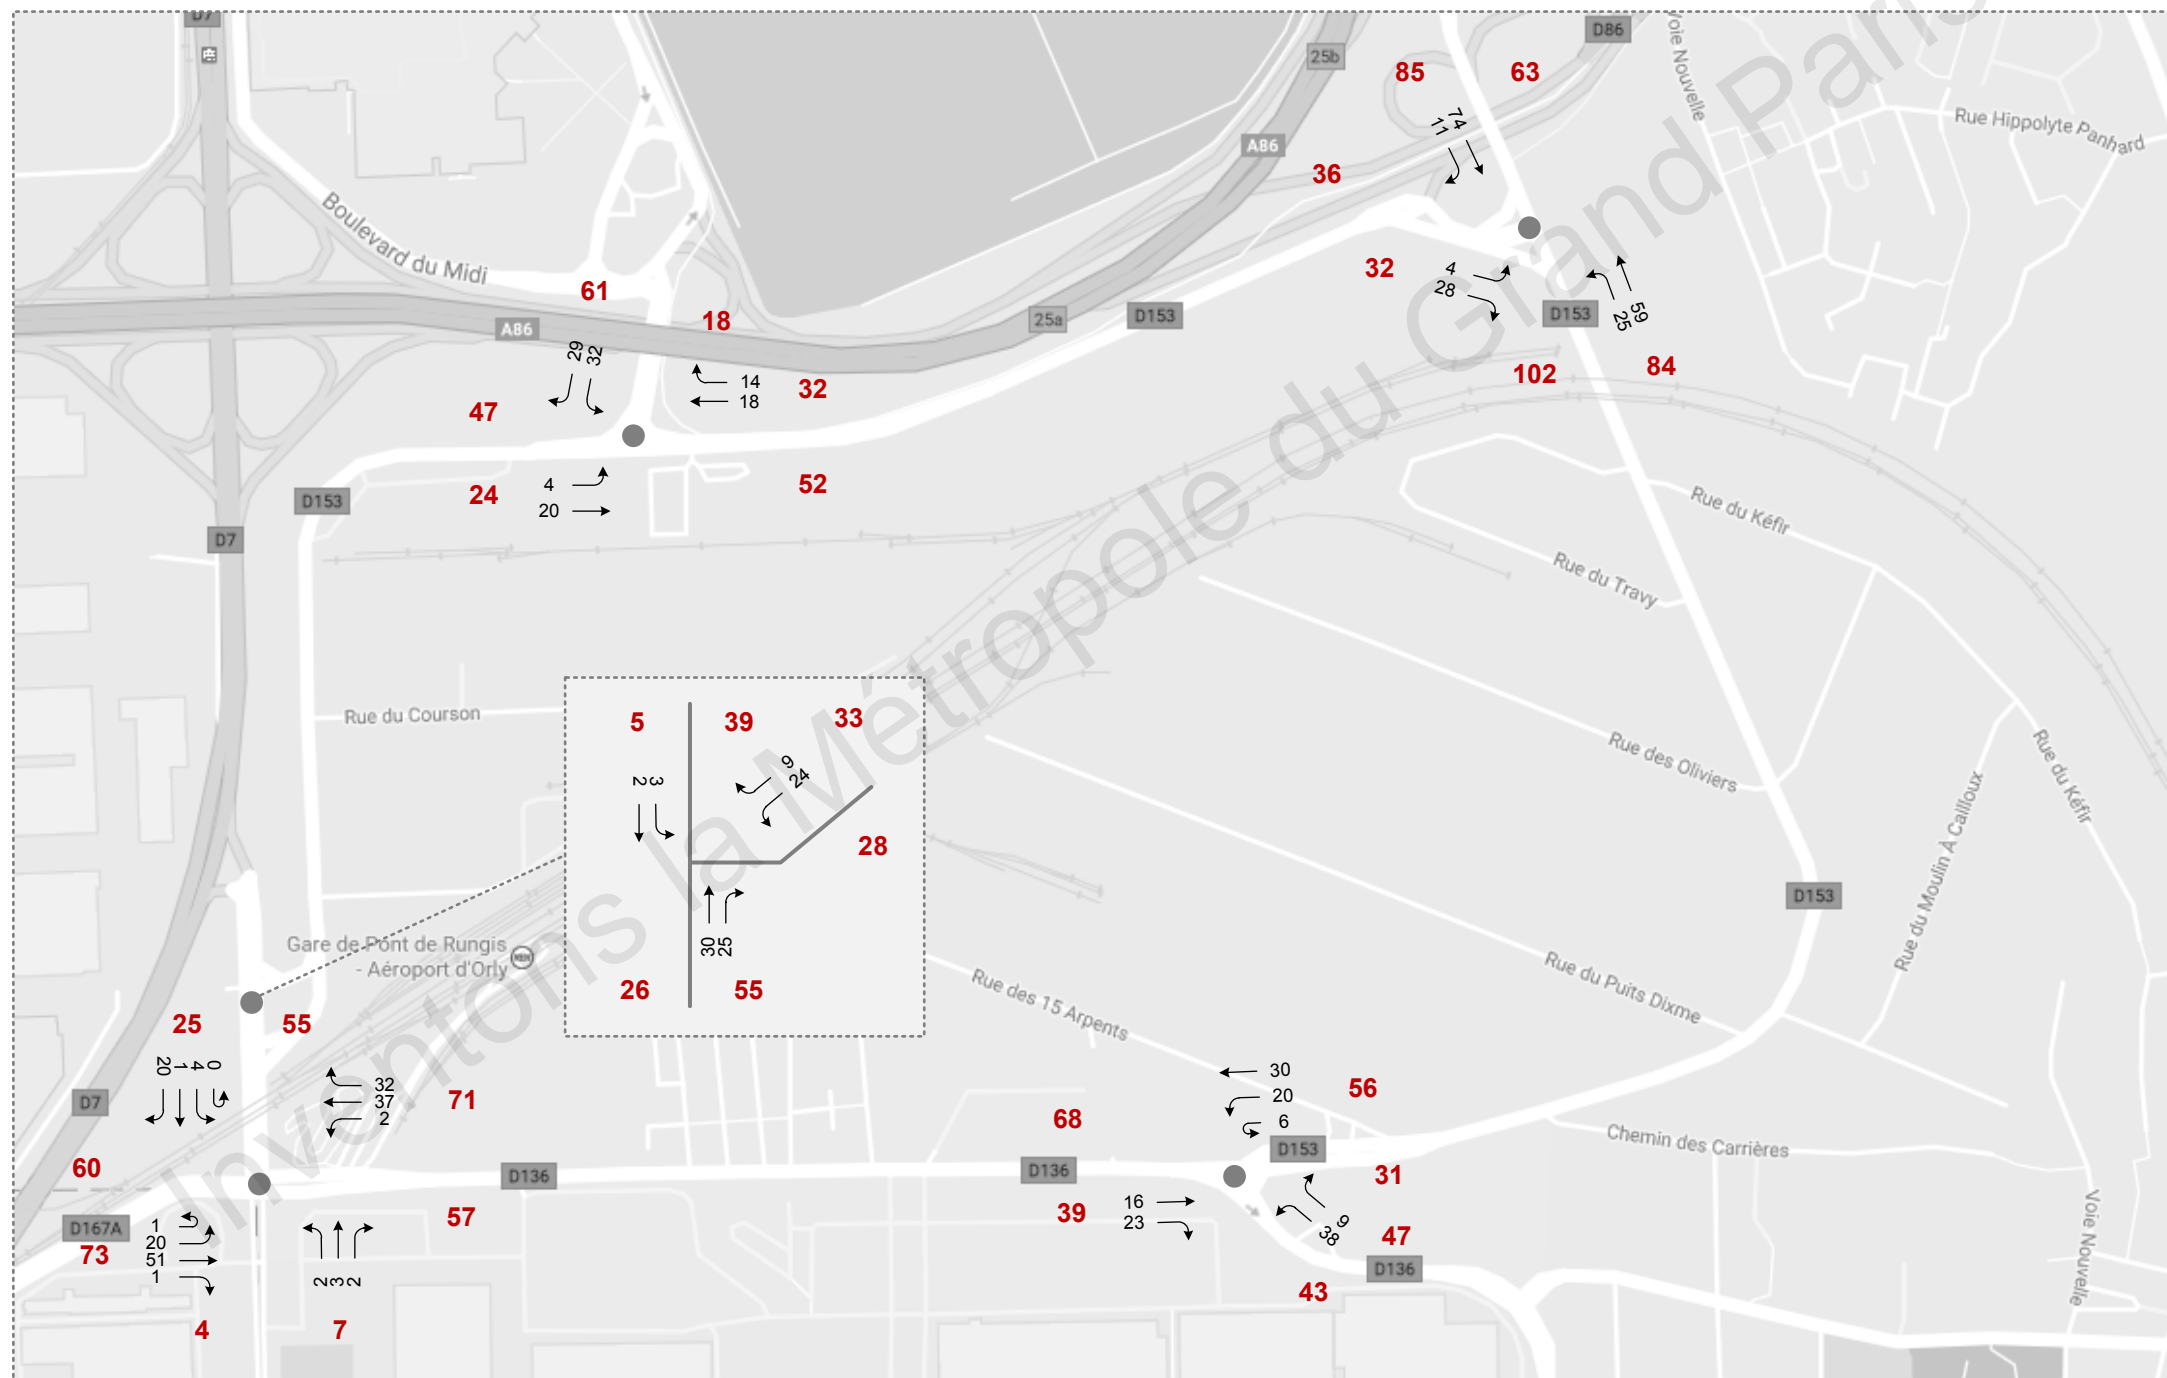 D7
D86
25b
85
63
Voie Nouvelle
Rue Hippolyte Panhard
74
11
A86
36
Boulevard du Midi
61
18
A86
25a
D153
32
4
28
D153
59
25
29
32
14
18
32
47
102
84
24
4
20
52
D153
D7
Rue du Kéfir
Rue du Travy
Rue du Courson
5
39
33
2
3
9
24
28
30
25
26
55
Rue des Oliviers
Rue du Kéfir
Rue du Moulin À Cailloux
D153
Gare de Pont de Rungis
- Aéroport d'Orly
RER
Rue des 15 Arpents
Rue du Puits Dixme
25
55
20
1
4
0
32
37
2
71
D7
30
20
6
56
68
Chemin des Carrières
60
D136
D136
D153
31
57
39
16
23
9
38
47
D167A
73
1
20
51
1
2
3
2
D136
43
Voie Nouvelle
4
7
Inventons la Métropole du Grand Paris